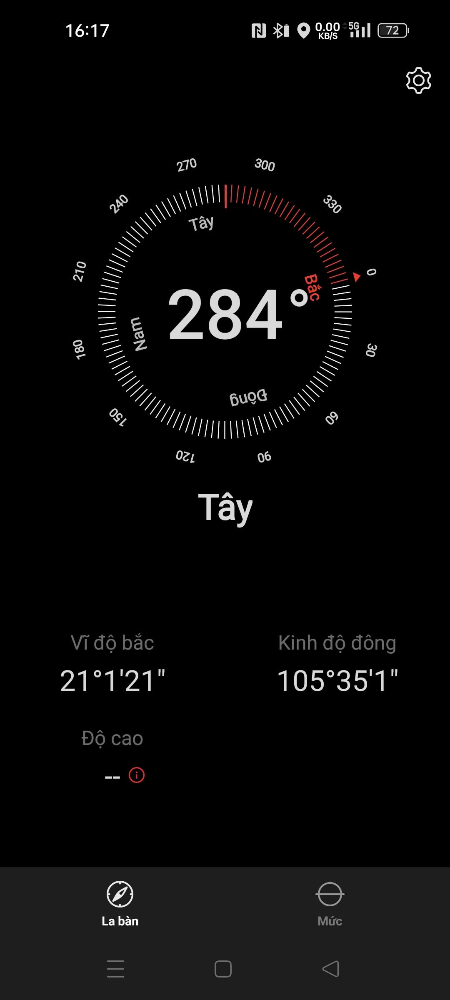 16:17
0.00
KB/S
5G
72
270
300
240
330
Tây
210
0
Bắc
284°
Nam
180
30
Đông
150
60
120
90
Tây
Vĩ độ bắc
Kinh độ đông
21°1'21"
105°35'1"
Độ cao
--
La bàn
Mức